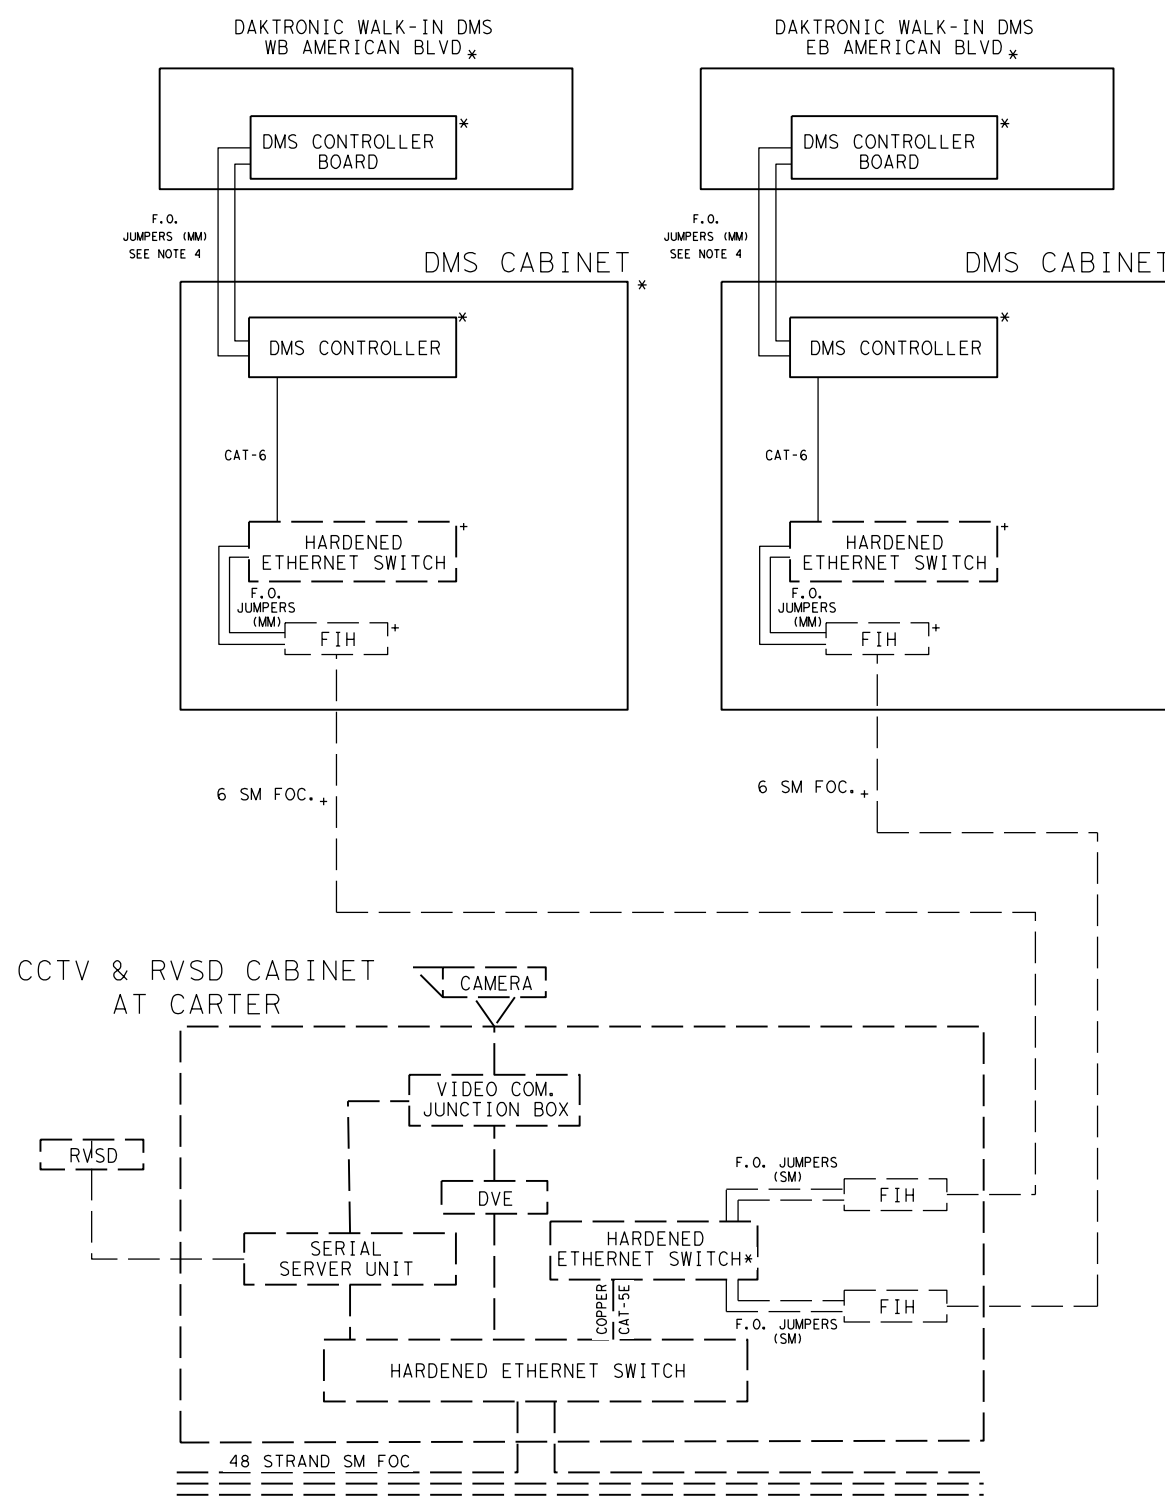 DAKTRONIC WALK-IN DMS
WB AMERICAN BLVD*
DAKTRONIC WALK-IN DMS
EB AMERICAN BLVD*
DMS CONTROLLER
BOARD
*
DMS CONTROLLER
BOARD
*
F.O.
JUMPERS (MM)
SEE NOTE 4
F.O.
JUMPERS (MM)
SEE NOTE 4
DMS CABINET
*
DMS CABINET
DMS CONTROLLER
*
DMS CONTROLLER
*
CAT-6
CAT-6
HARDENED
ETHERNET SWITCH
+
HARDENED
ETHERNET SWITCH
+
F.O.
JUMPERS
(MM)
F.O.
JUMPERS
(MM)
FIH
+
FIH
+
6 SM FOC.+
6 SM FOC.+
CCTV & RVSD CABINET
AT CARTER
CAMERA
VIDEO COM.
JUNCTION BOX
RVSD
DVE
F.O. JUMPERS
(SM)
FIH
SERIAL
SERVER UNIT
HARDENED
ETHERNET SWITCH*
COPPER
CAT-5E
FIH
F.O. JUMPERS
(SM)
HARDENED ETHERNET SWITCH
48 STRAND SM FOC